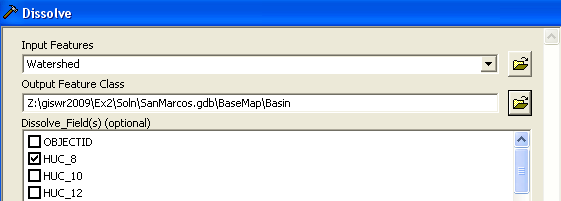 Dissolve
Input Features
Watershed
Output Feature Class
Z:\giswr2009\Ex2\Soln\SanMarcos.gdb\BaseMap\Basin
Dissolve_Field(s) (optional)
OBJECTID
HUC_8
HUC_10
HUC_12